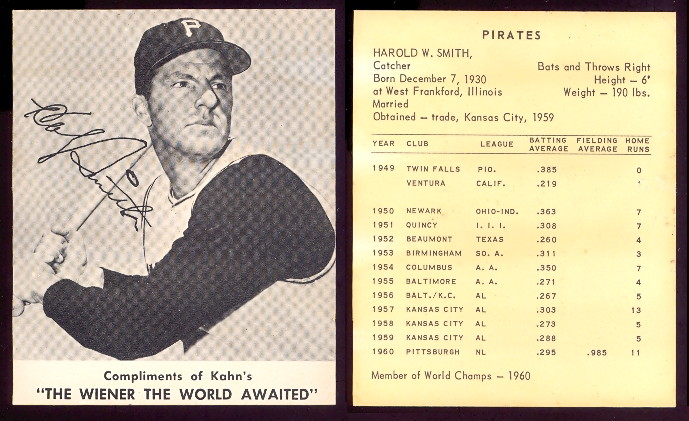 P
Hal Smith
Compliments of Kahn's
"THE WIENER THE WORLD AWAITED"
PIRATES
HAROLD W. SMITH,
Catcher Bats and Throws Right
Born December 7, 1930 Height — 6'
at West Frankford, Illinois Weight — 190 lbs.
Married
Obtained — trade, Kansas City, 1959
YEAR CLUB LEAGUE BATTING AVERAGE FIELDING AVERAGE HOME RUNS
1949 TWIN FALLS PIO. .385 0
VENTURA CALIF. .219
1950 NEWARK OHIO-IND. .363 7
1951 QUINCY I. I. I. .308 7
1952 BEAUMONT TEXAS .260 4
1953 BIRMINGHAM SO. A. .311 3
1954 COLUMBUS A. A. .350 7
1955 BALTIMORE A. A. .271 4
1956 BALT./K.C. AL .267 5
1957 KANSAS CITY AL .303 13
1958 KANSAS CITY AL .273 5
1959 KANSAS CITY AL .288 5
1960 PITTSBURGH NL .295 .985 11
Member of World Champs — 1960